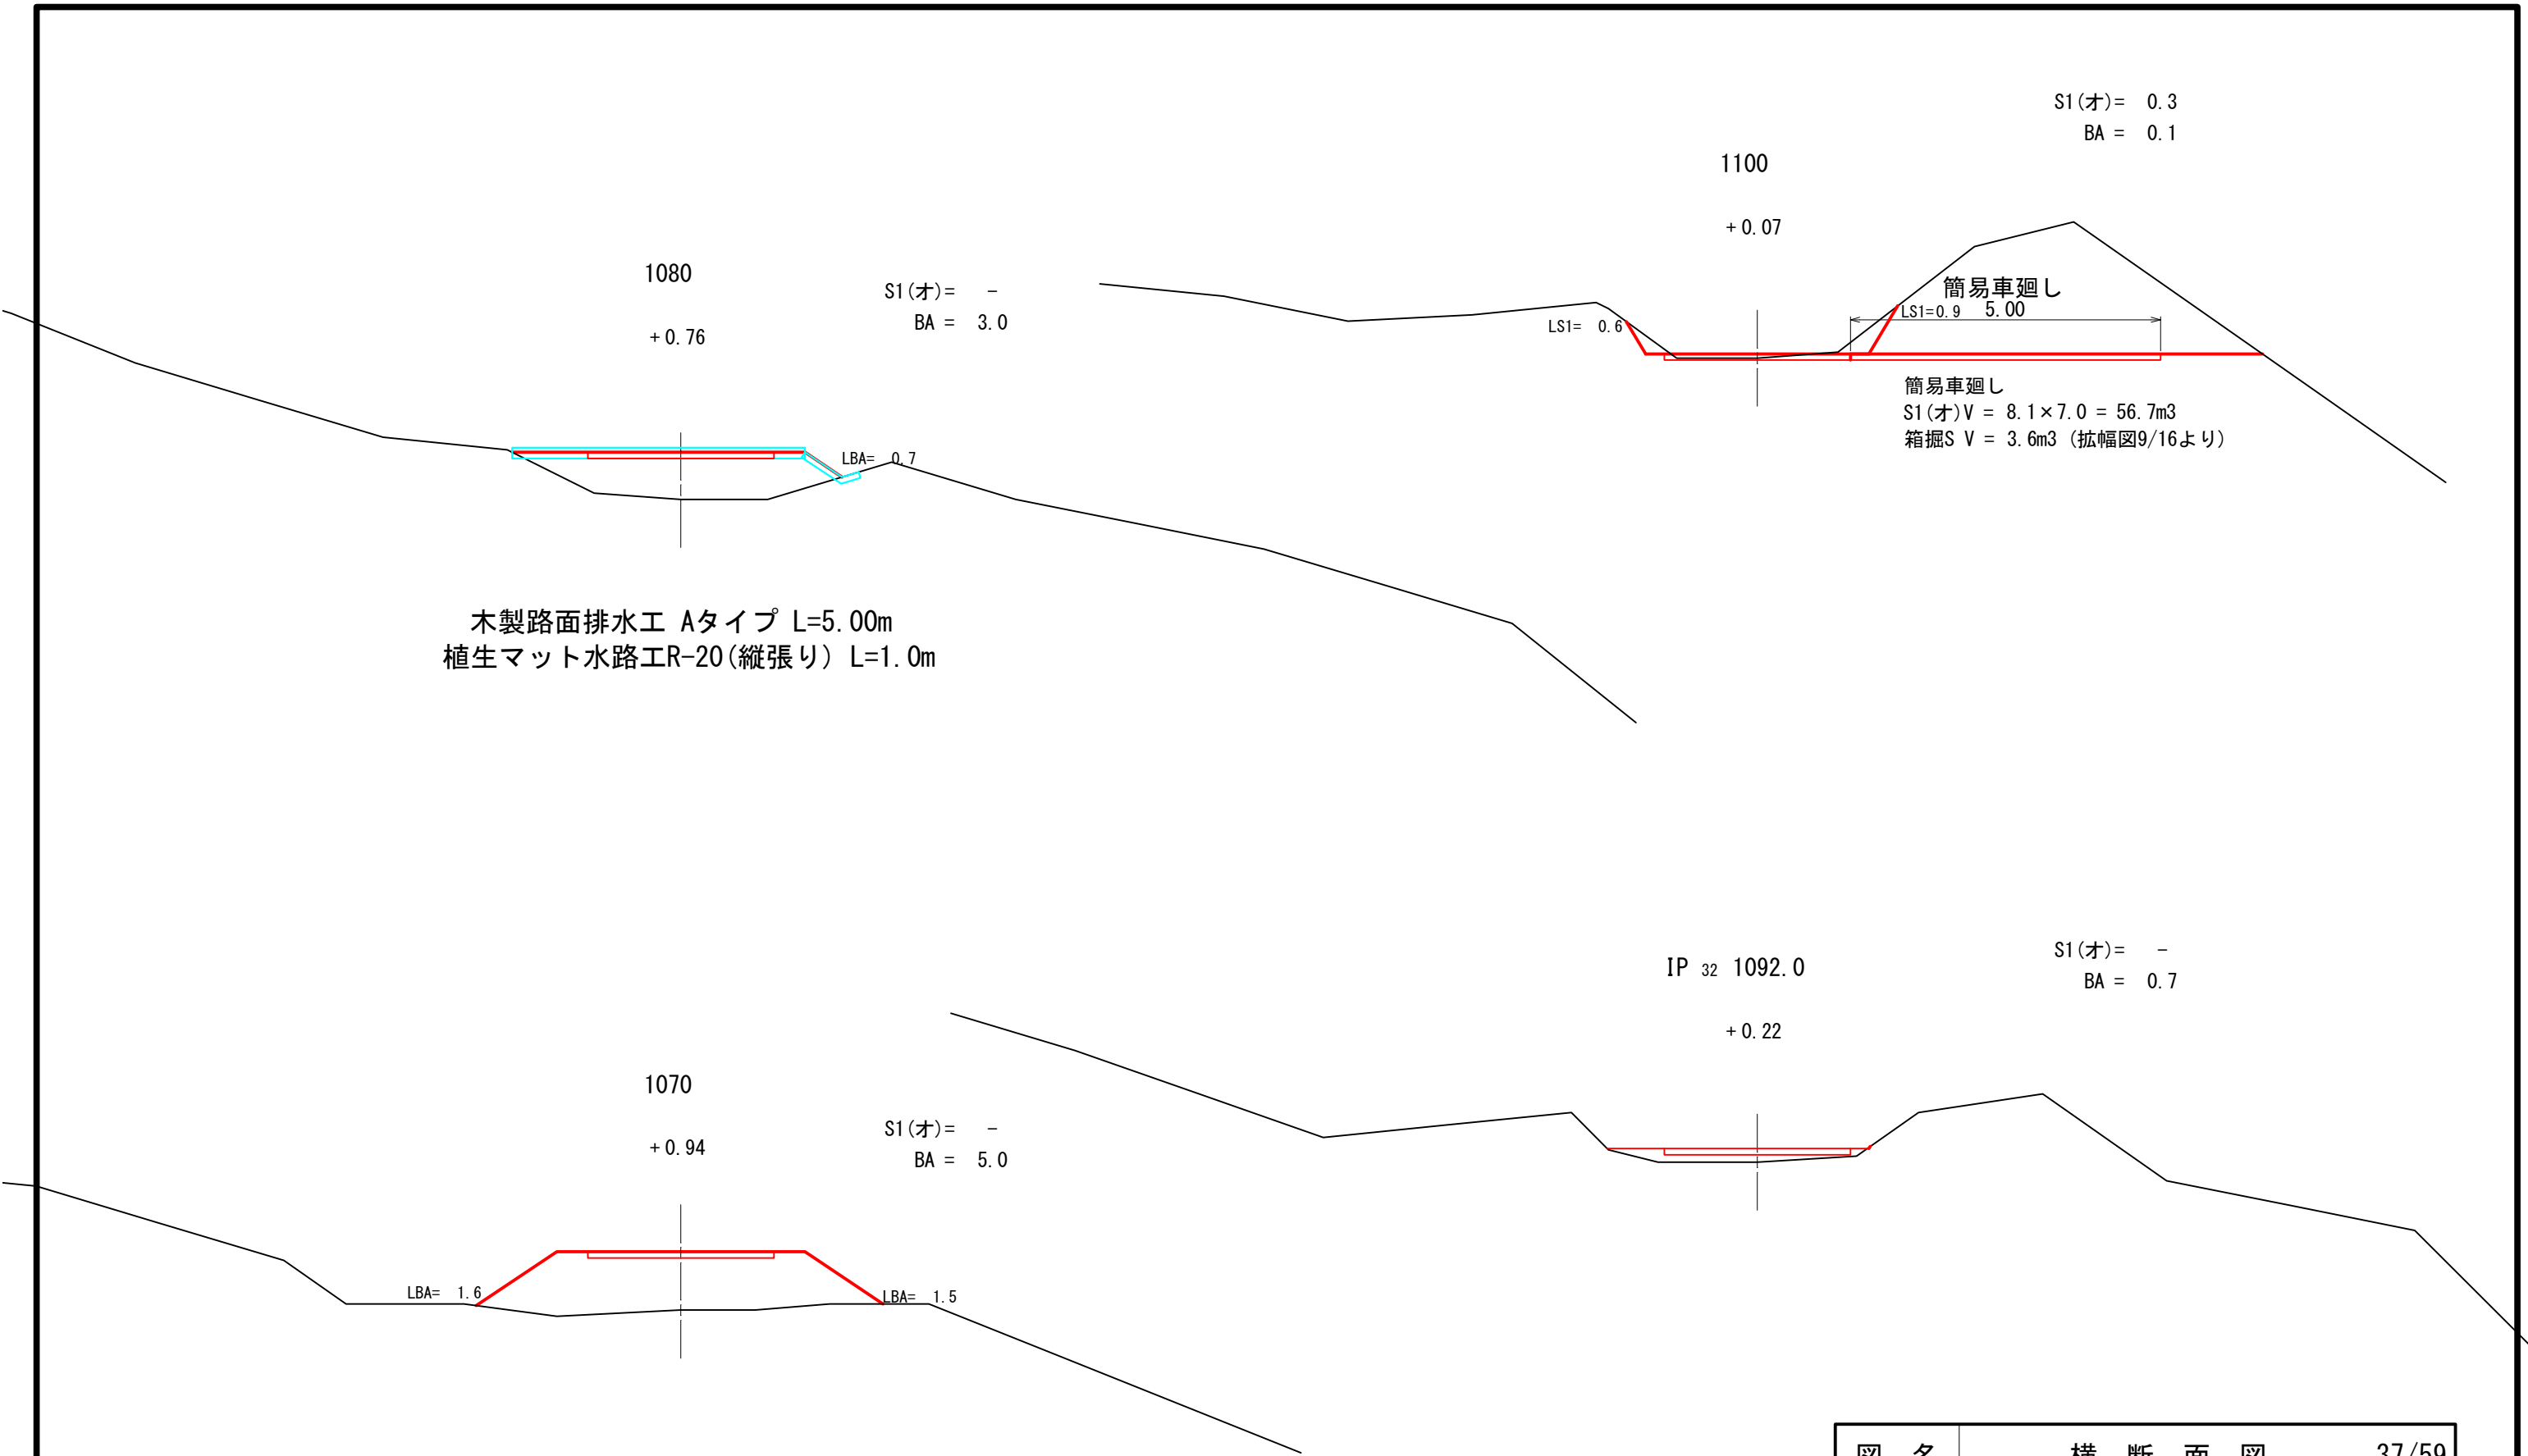 1080
+0.76
S1(オ)= -
BA = 3.0
LBA= 0.7
木製路面排水工 Aタイプ L=5.00m
植生マット水路工R-20(縦張り) L=1.0m
S1(オ)= 0.3
BA = 0.1
1100
+0.07
簡易車廻し
LS1= 0.6
LS1=0.9 5.00
簡易車廻し
S1(オ)V = 8.1×7.0 = 56.7m3
箱掘S V = 3.6m3 (拡幅図9/16より)
1070
+0.94
S1(オ)= -
BA = 5.0
LBA= 1.6
LBA= 1.5
IP 32 1092.0
+0.22
S1(オ)= -
BA = 0.7
図 名 横 断 面 図 37/59